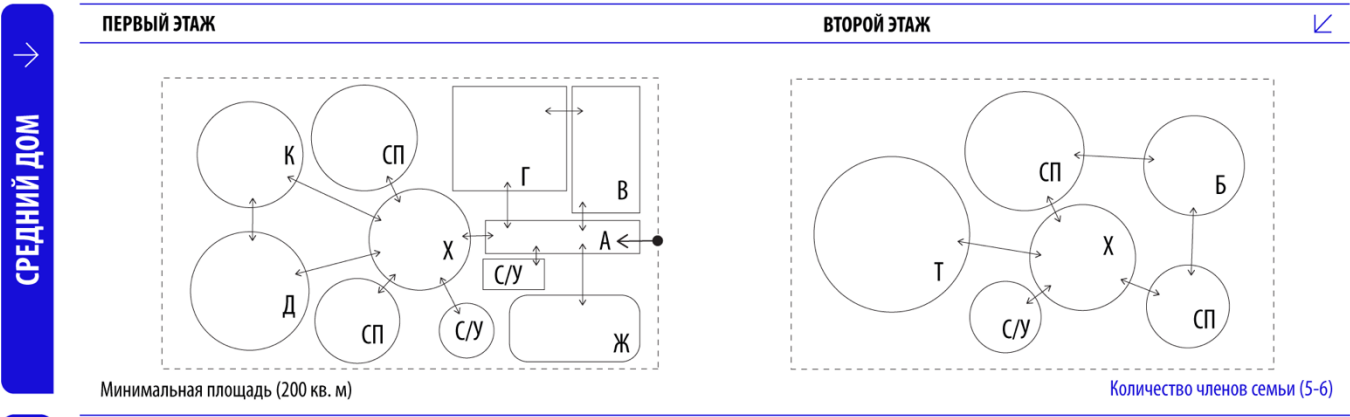 СРЕДНИЙ ДОМ
ПЕРВЫЙ ЭТАЖ
ВТОРОЙ ЭТАЖ
К
СП
Г
В
Х
А
С/У
Д
СП
С/У
Ж
СП
Б
Х
Т
С/У
СП
Минимальная площадь (200 кв. м)
Количество членов семьи (5-6)